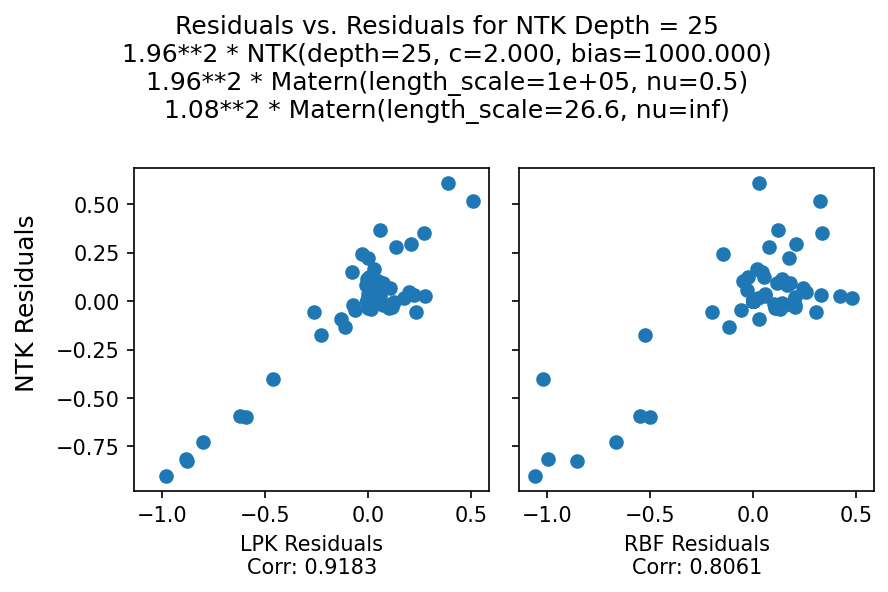 Residuals vs. Residuals for NTK Depth = 25
1.96**2 * NTK(depth=25, c=2.000, bias=1000.000)
1.96**2 * Matern(length_scale=1e+05, nu=0.5)
1.08**2 * Matern(length_scale=26.6, nu=inf)
NTK Residuals
0.50
0.25
0.00
−0.25
−0.50
−0.75
−1.0 −0.5 0.0 0.5
LPK Residuals
Corr: 0.9183
−1.0 −0.5 0.0 0.5
RBF Residuals
Corr: 0.8061